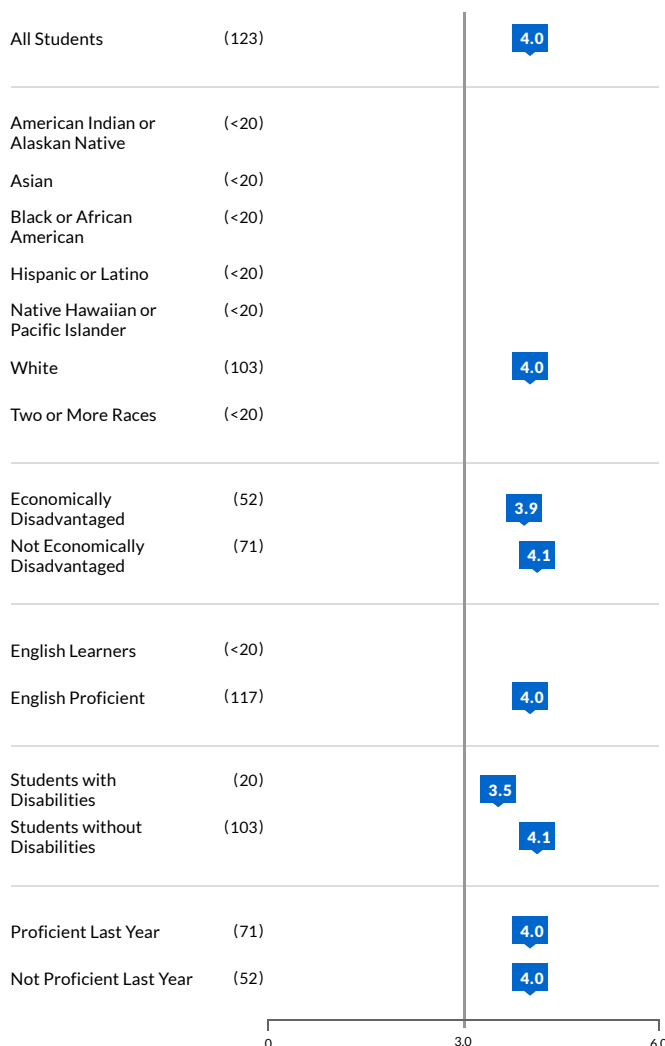 All Students (123) 4.0
American Indian or (<20)
Alaskan Native
Asian (<20)
Black or African (<20)
American
Hispanic or Latino (<20)
Native Hawaiian or (<20)
Pacific Islander
White (103) 4.0
Two or More Races (<20)
Economically (52) 3.9
Disadvantaged
Not Economically (71) 4.1
Disadvantaged
English Learners (<20)
English Proficient (117) 4.0
Students with (20) 3.5
Disabilities
Students without (103) 4.1
Disabilities
Proficient Last Year (71) 4.0
Not Proficient Last Year (52) 4.0
0 3.0 6.0